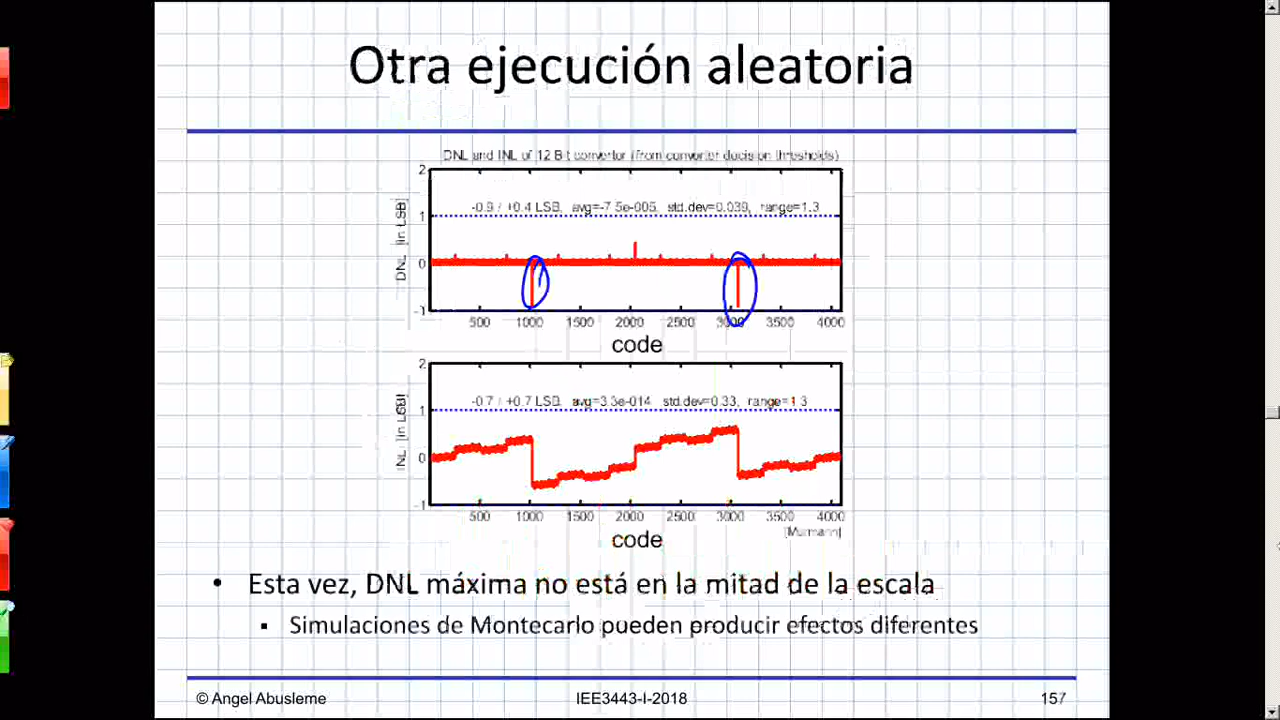 Otra ejecución aleatoria
DNL and INL of 12 Bit converter (from converter decision thresholds)
2
-0.9 / +0.4 LSB, avg=-7.5e-005, std.dev=0.039, range=1.3
1
DNL [in LSB]
0
-1
500 1000 1500 2000 2500 3000 3500 4000
code
2
-0.7 / +0.7 LSB, avg=3.3e-014, std.dev=0.33, range=1.3
1
INL [in LSB]
0
-1
500 1000 1500 2000 2500 3000 3500 4000
[Murmann]
code
• Esta vez, DNL máxima no está en la mitad de la escala
▪ Simulaciones de Montecarlo pueden producir efectos diferentes
© Angel Abusleme IEE3443-I-2018 157